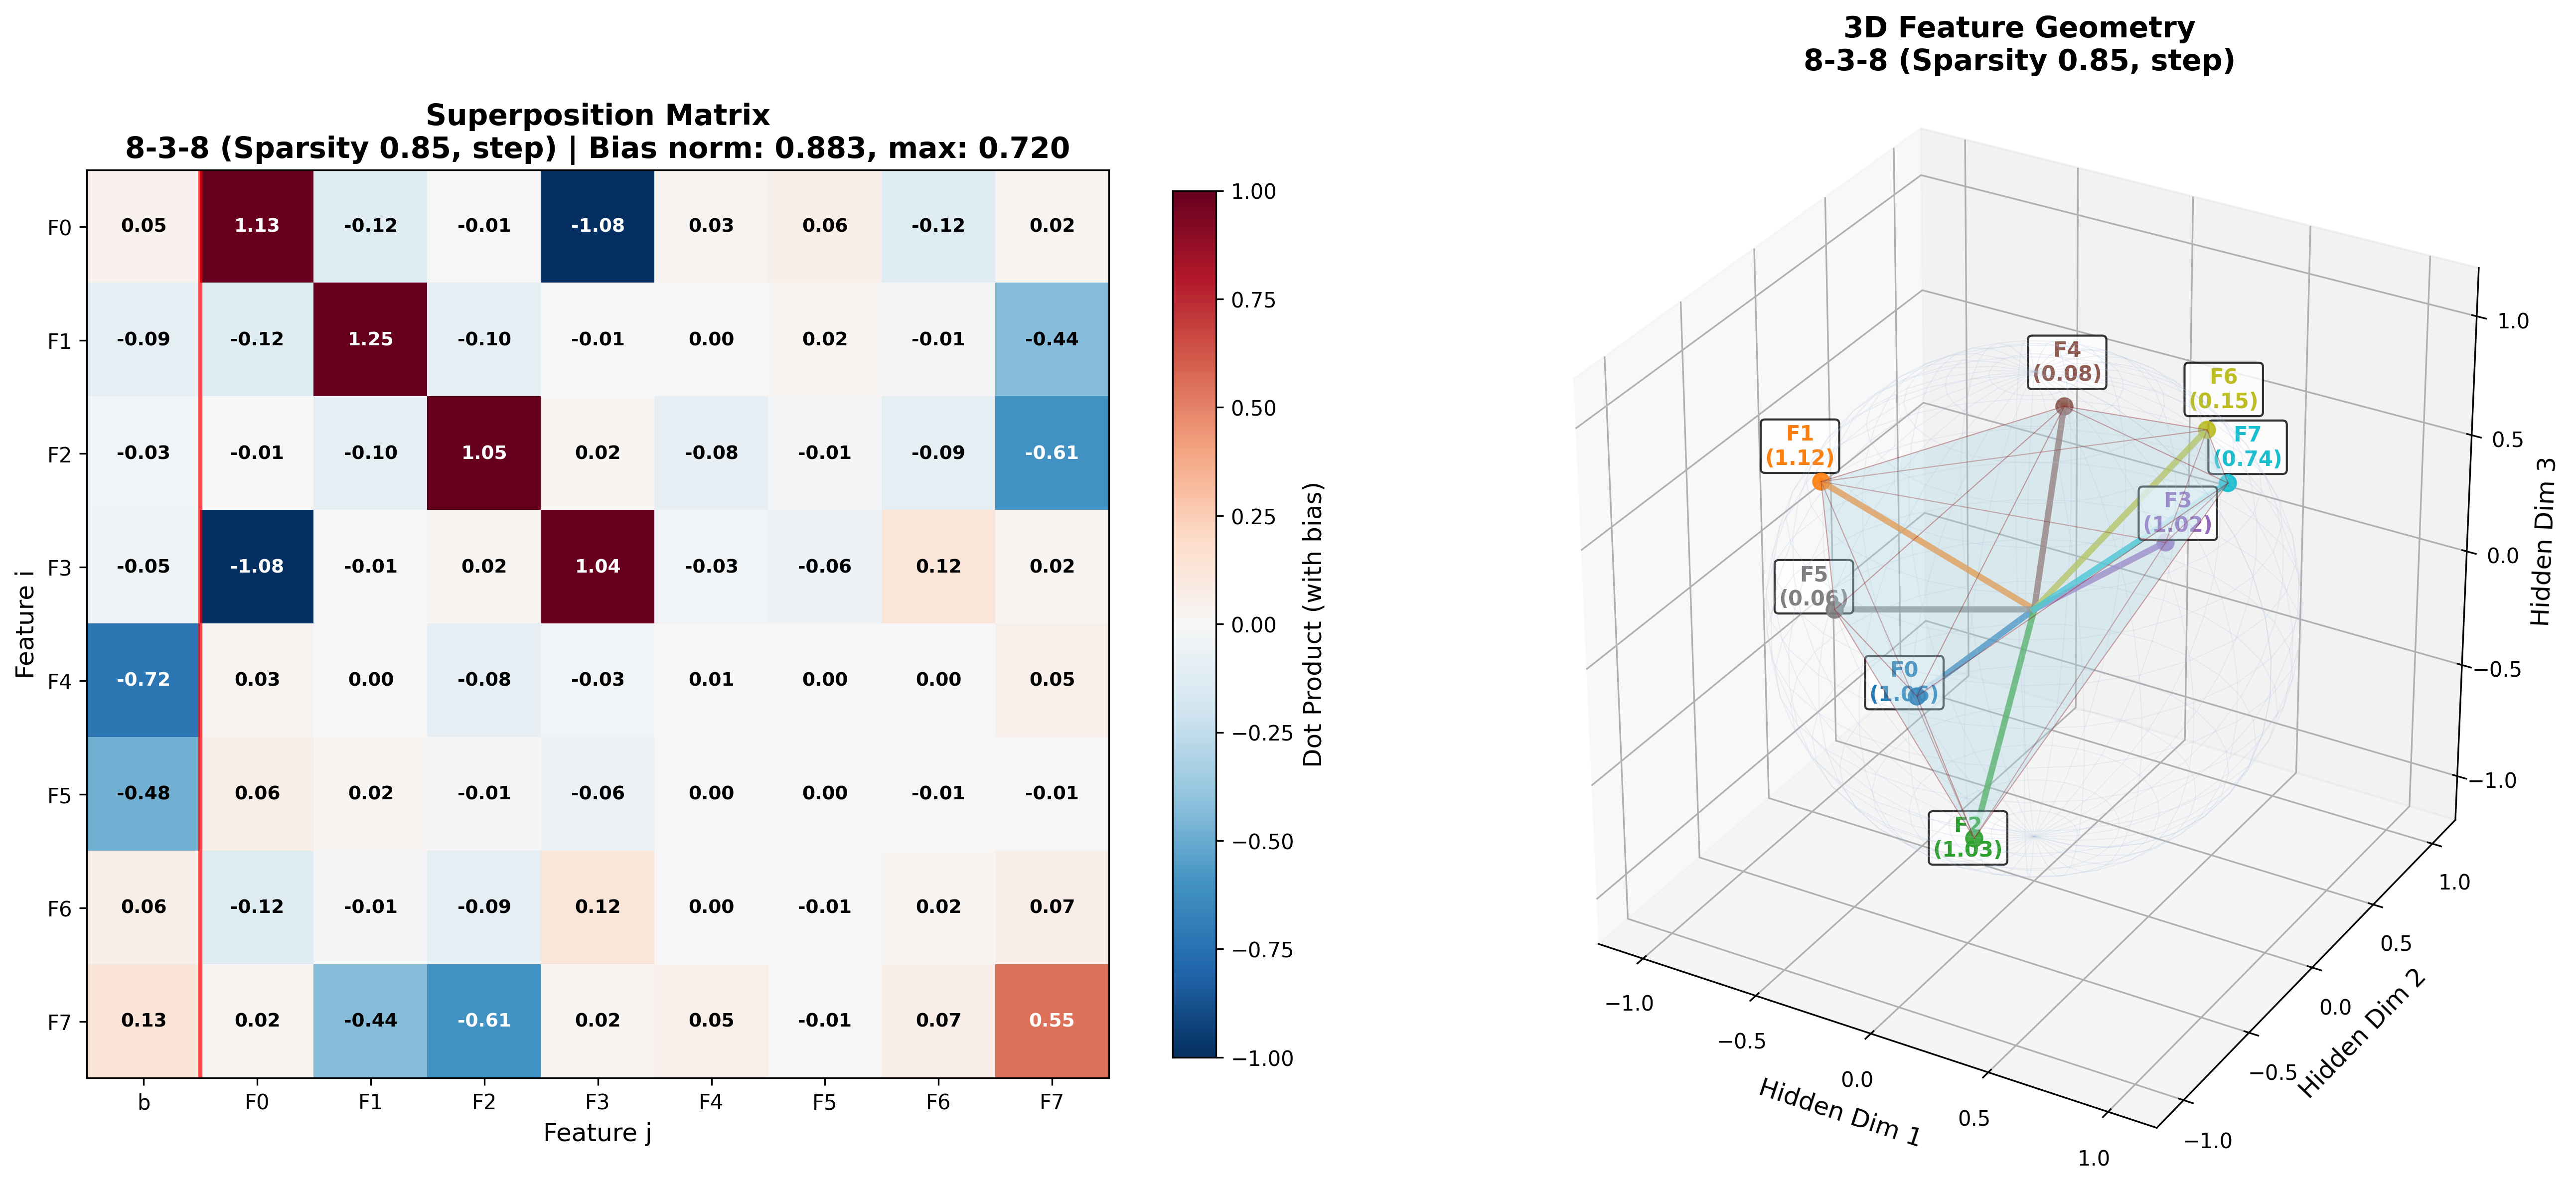 Superposition Matrix
8-3-8 (Sparsity 0.85, step) | Bias norm: 0.883, max: 0.720
F0 0.05 1.13 -0.12 -0.01 -1.08 0.03 0.06 -0.12 0.02
F1 -0.09 -0.12 1.25 -0.10 -0.01 0.00 0.02 -0.01 -0.44
F2 -0.03 -0.01 -0.10 1.05 0.02 -0.08 -0.01 -0.09 -0.61
F3 -0.05 -1.08 -0.01 0.02 1.04 -0.03 -0.06 0.12 0.02
F4 -0.72 0.03 0.00 -0.08 -0.03 0.01 0.00 0.00 0.05
F5 -0.48 0.06 0.02 -0.01 -0.06 0.00 0.00 -0.01 -0.01
F6 0.06 -0.12 -0.01 -0.09 0.12 0.00 -0.01 0.02 0.07
F7 0.13 0.02 -0.44 -0.61 0.02 0.05 -0.01 0.07 0.55
b F0 F1 F2 F3 F4 F5 F6 F7
Feature j
Feature i
1.00
0.75
0.50
0.25
0.00
−0.25
−0.50
−0.75
−1.00
Dot Product (with bias)
3D Feature Geometry
8-3-8 (Sparsity 0.85, step)
F4
(0.08)
F6
(0.15)
F1
(1.12)
F7
(0.74)
F3
(1.02)
F5
(0.06)
F0
(1.06)
F2
(1.03)
1.0
0.5
0.0
−0.5
−1.0
Hidden Dim 3
1.0
0.5
0.0
−0.5
−1.0
Hidden Dim 2
−1.0
−0.5
0.0
0.5
1.0
Hidden Dim 1